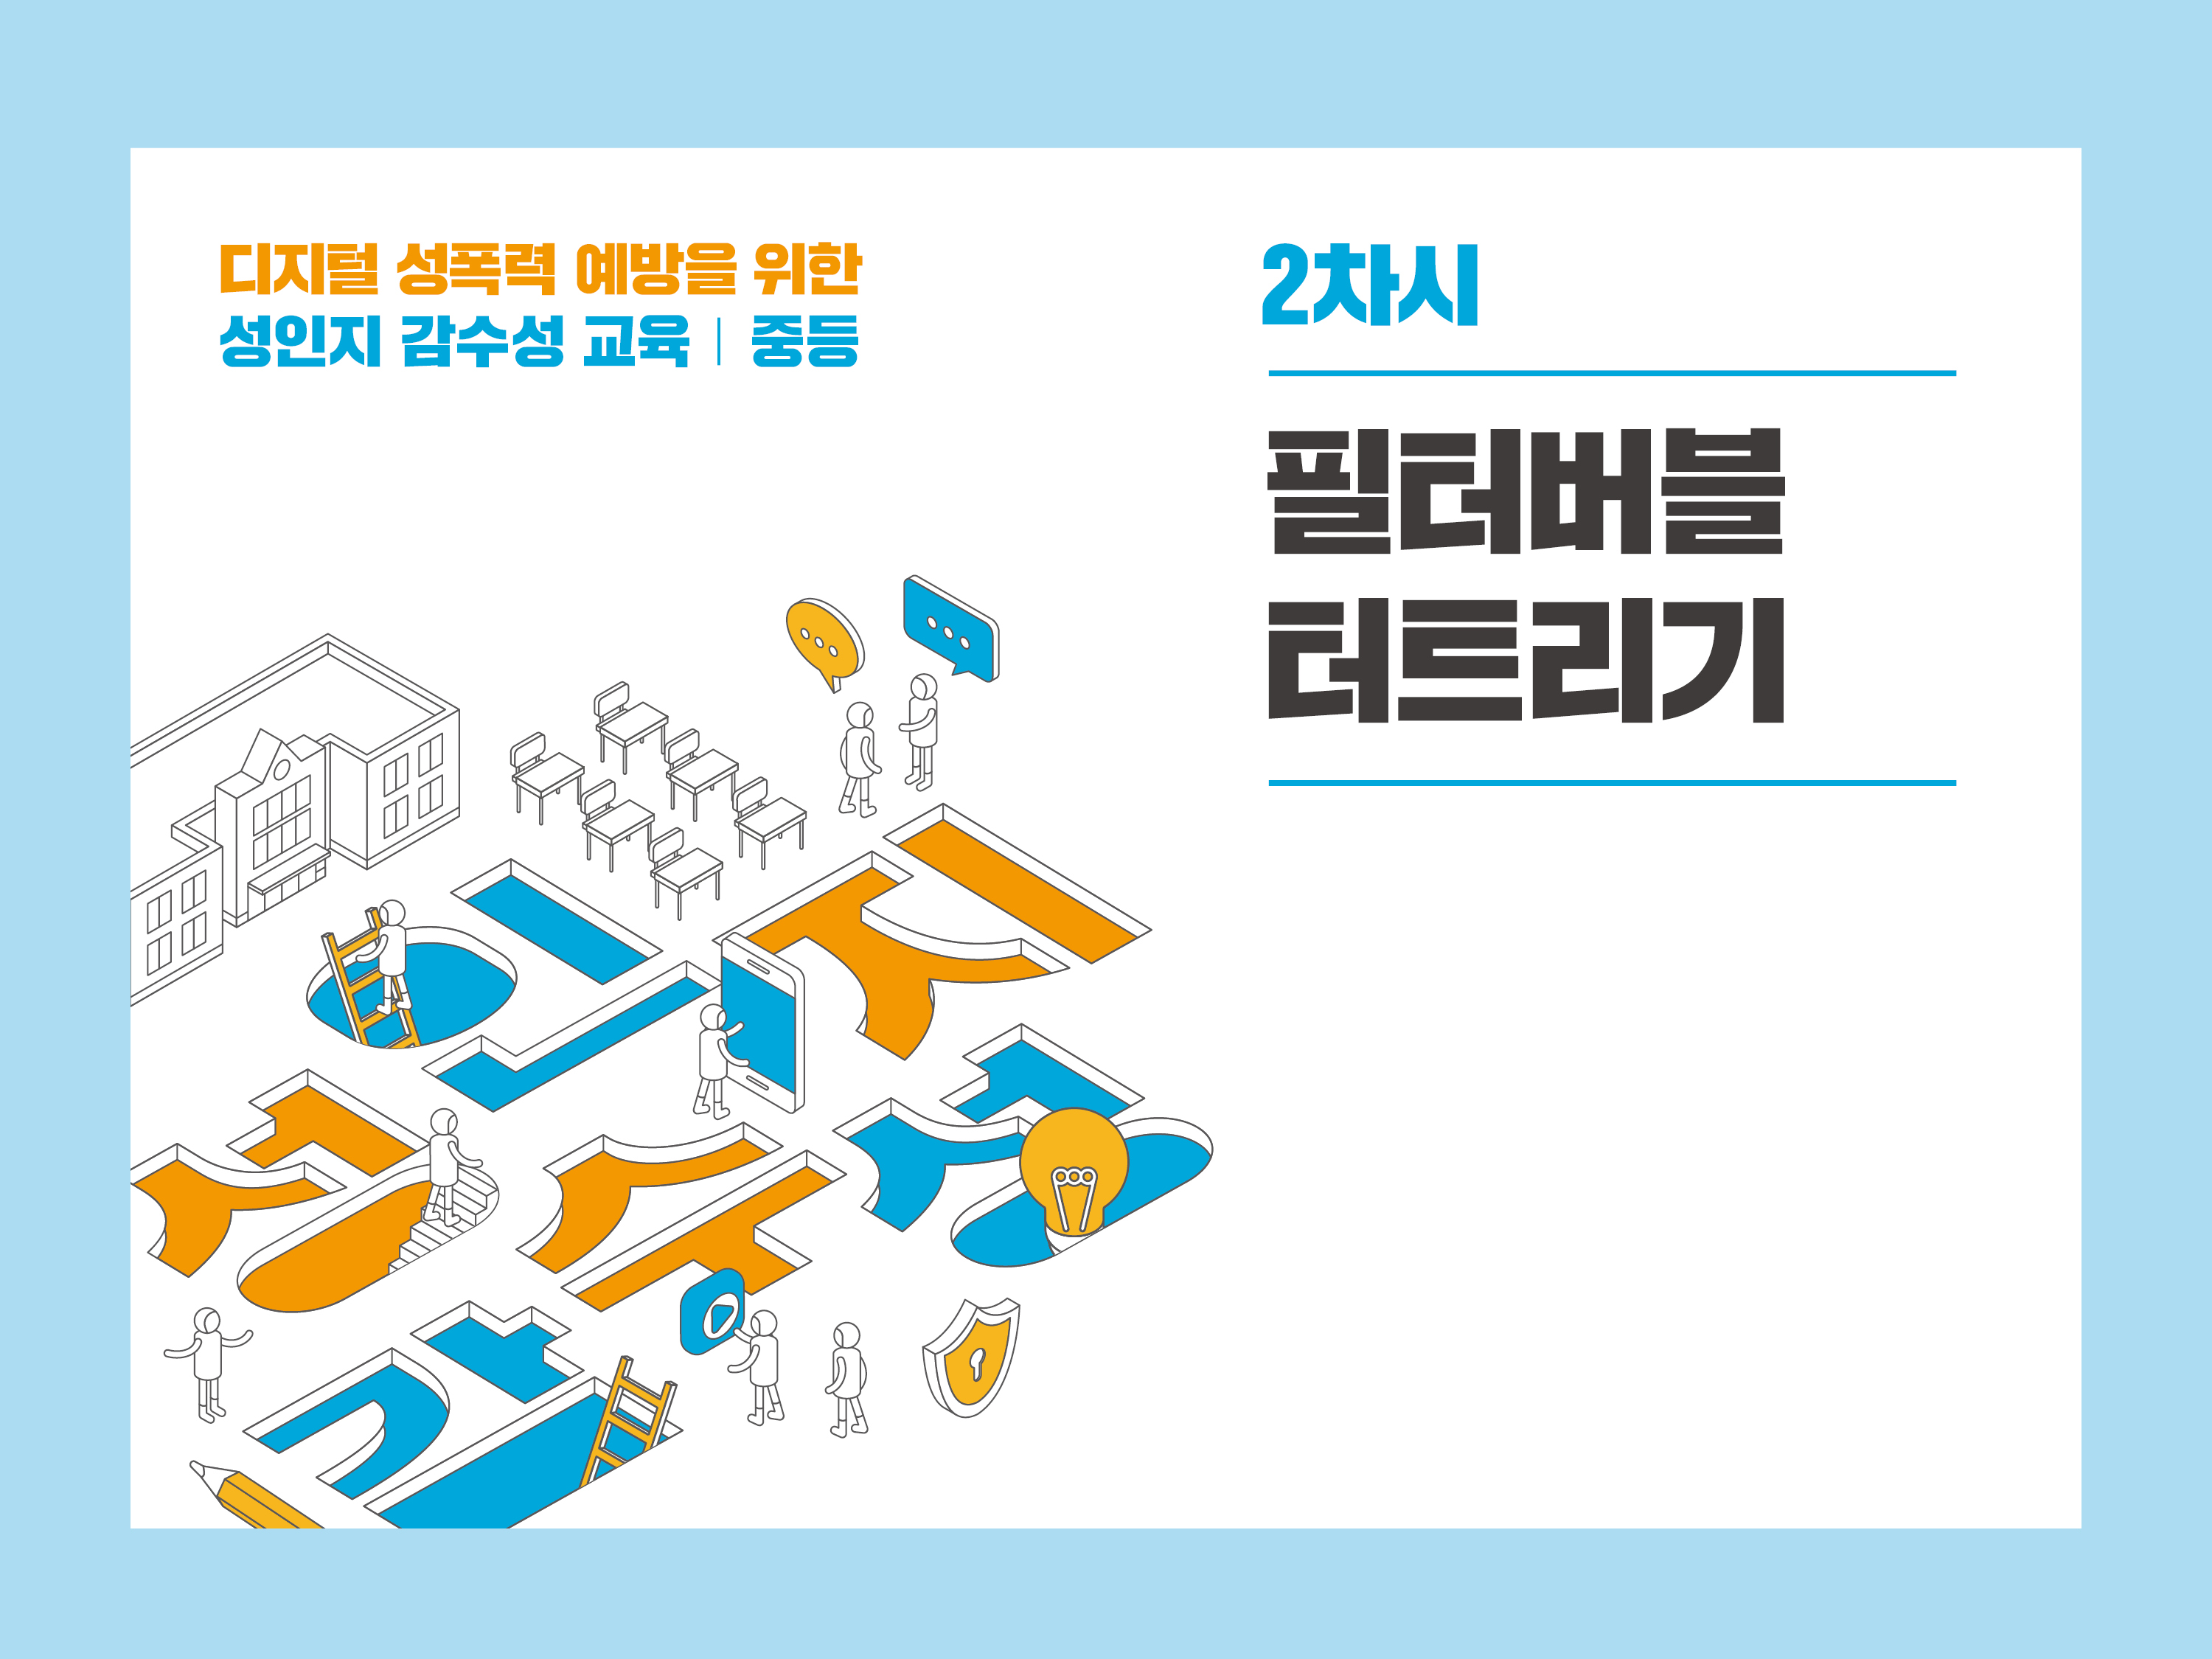 디지털 성폭력 예방을 위한
성인지 감수성 교육 | 중등
2차시
필터버블
터트리기